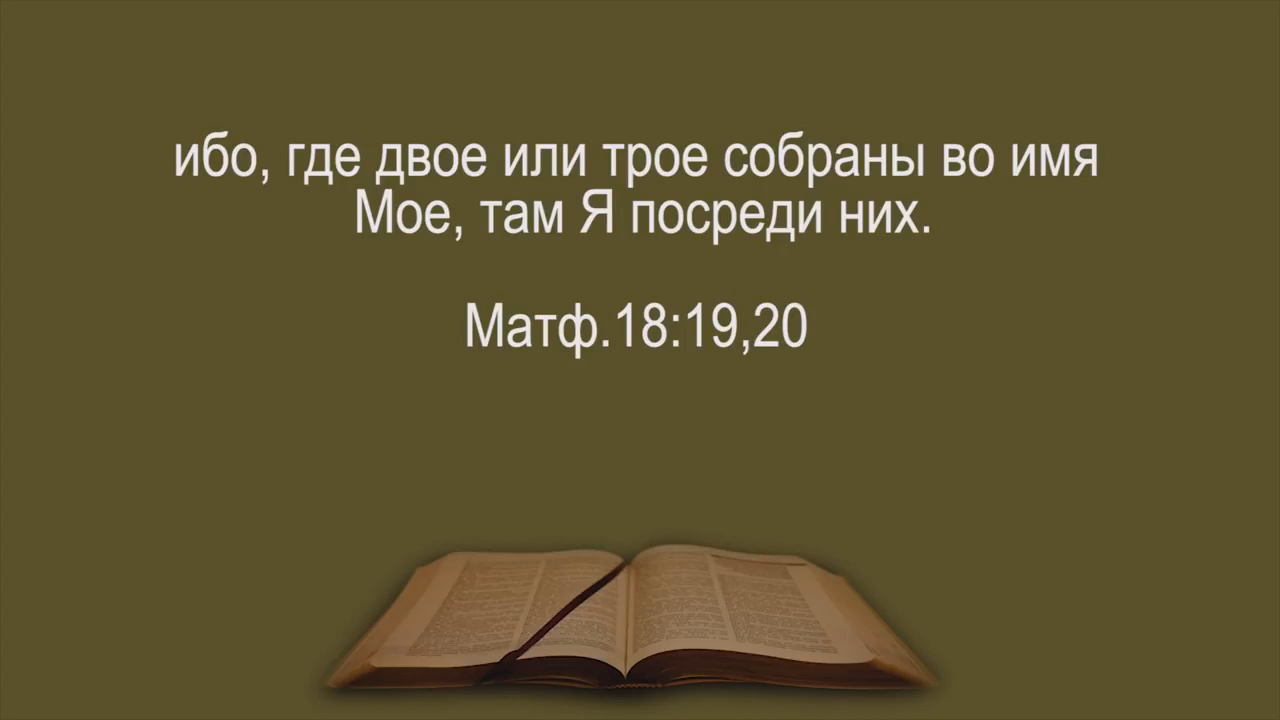 ибо, где двое или трое собраны во имя
Мое, там Я посреди них.
Матф.18:19,20